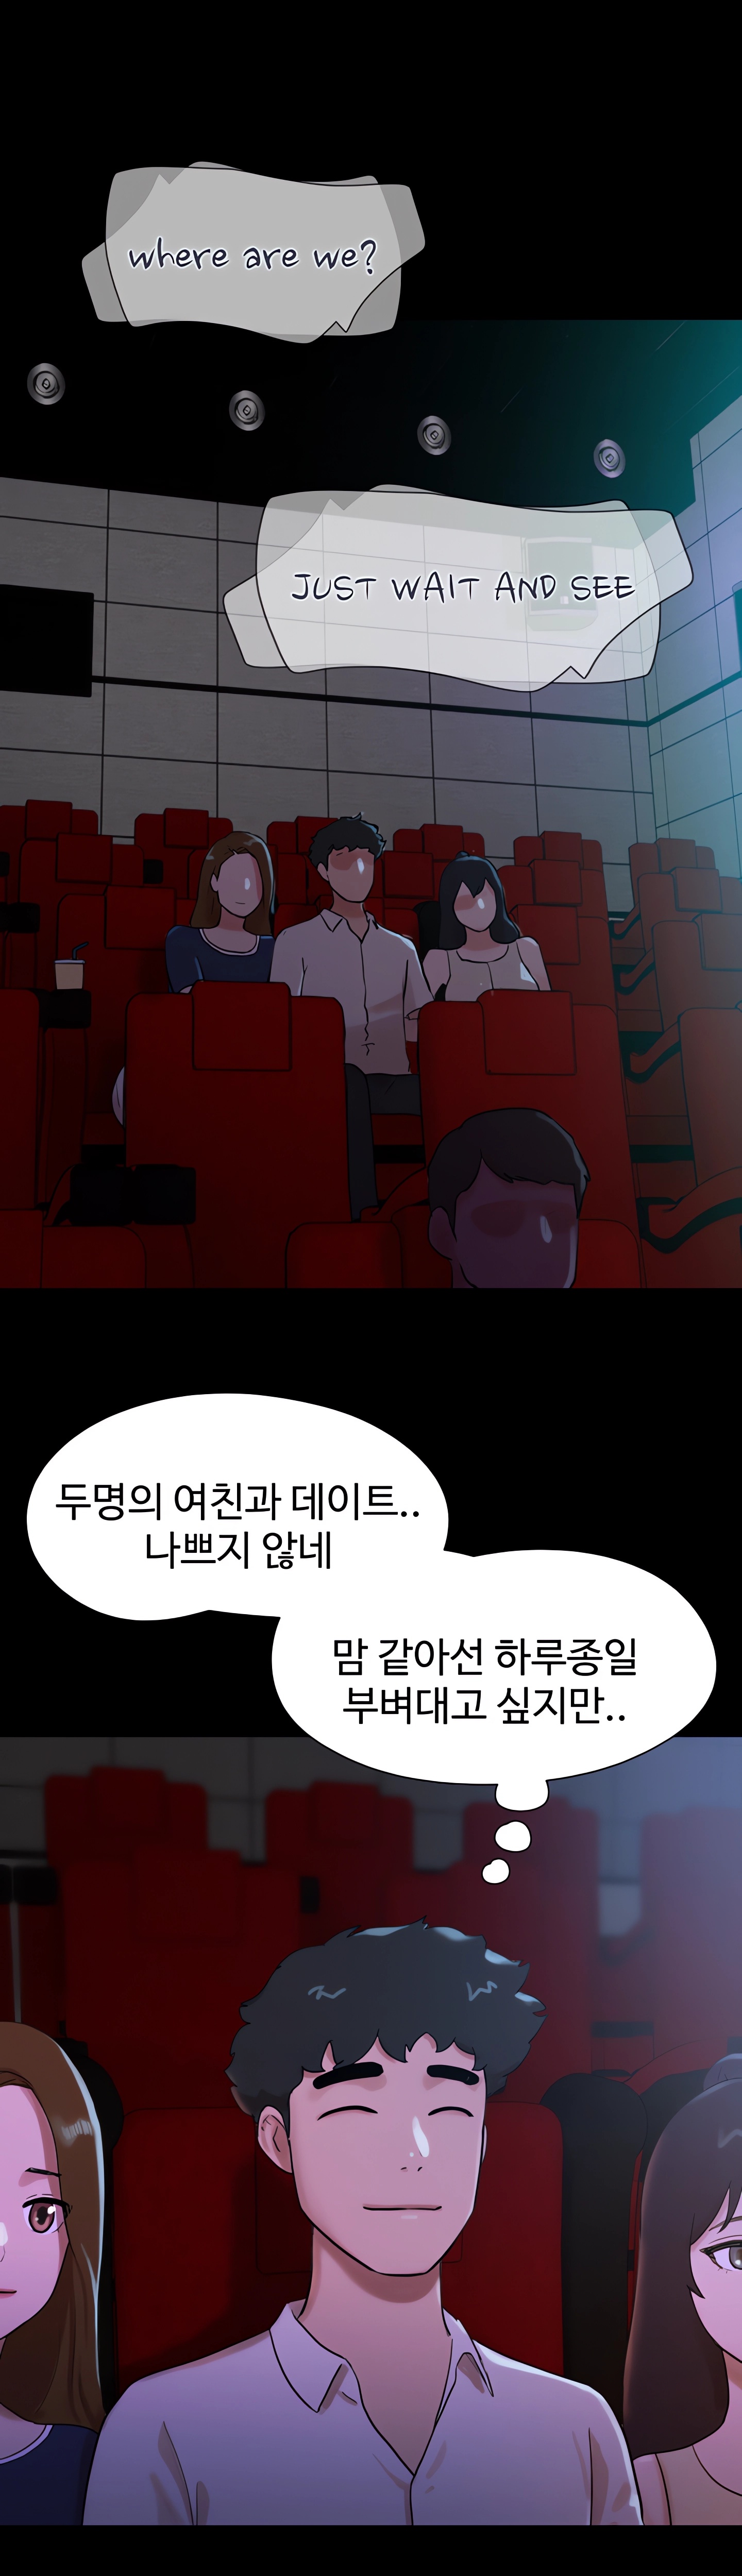 where are we?
JUST WAIT AND SEE
두명의 여친과 데이트..
나쁘지 않네
맘 같아선 하루종일
부벼대고 싶지만..